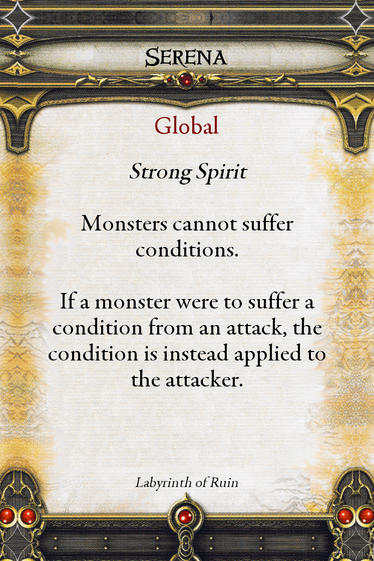 Serena
Global
Strong Spirit
Monsters cannot suffer
conditions.
If a monster were to suffer a
condition from an attack, the
condition is instead applied to
the attacker.
Labyrinth of Ruin